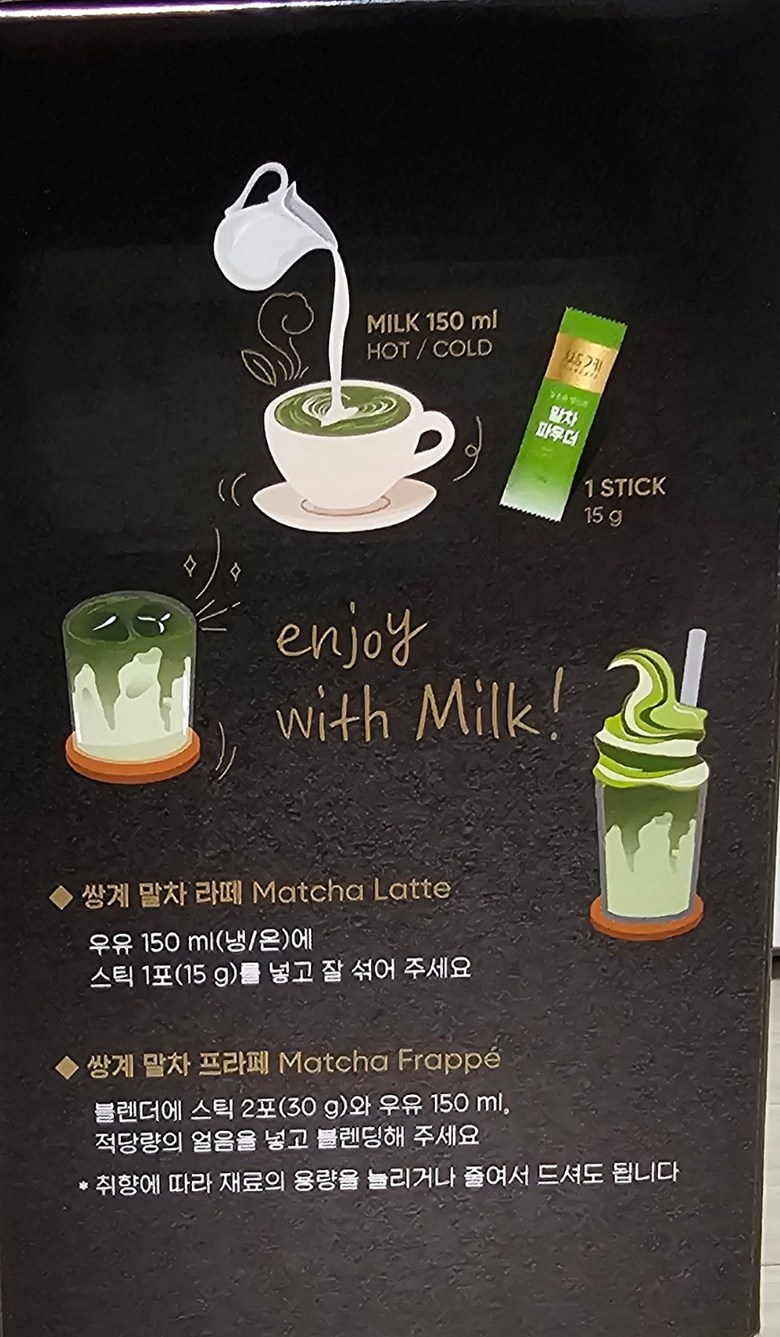 MILK 150 ml
HOT / COLD
쌍계
말차
파우더
1 STICK
15 g
enjoy
with Milk!
◆ 쌍계 말차 라떼 Matcha Latte
우유 150 ml(냉/온)에
스틱 1포(15 g)를 넣고 잘 섞어 주세요
◆ 쌍계 말차 프라페 Matcha Frappé
블렌더에 스틱 2포(30 g)와 우유 150 ml,
적당량의 얼음을 넣고 블렌딩해 주세요
* 취향에 따라 재료의 용량을 늘리거나 줄여서 드셔도 됩니다